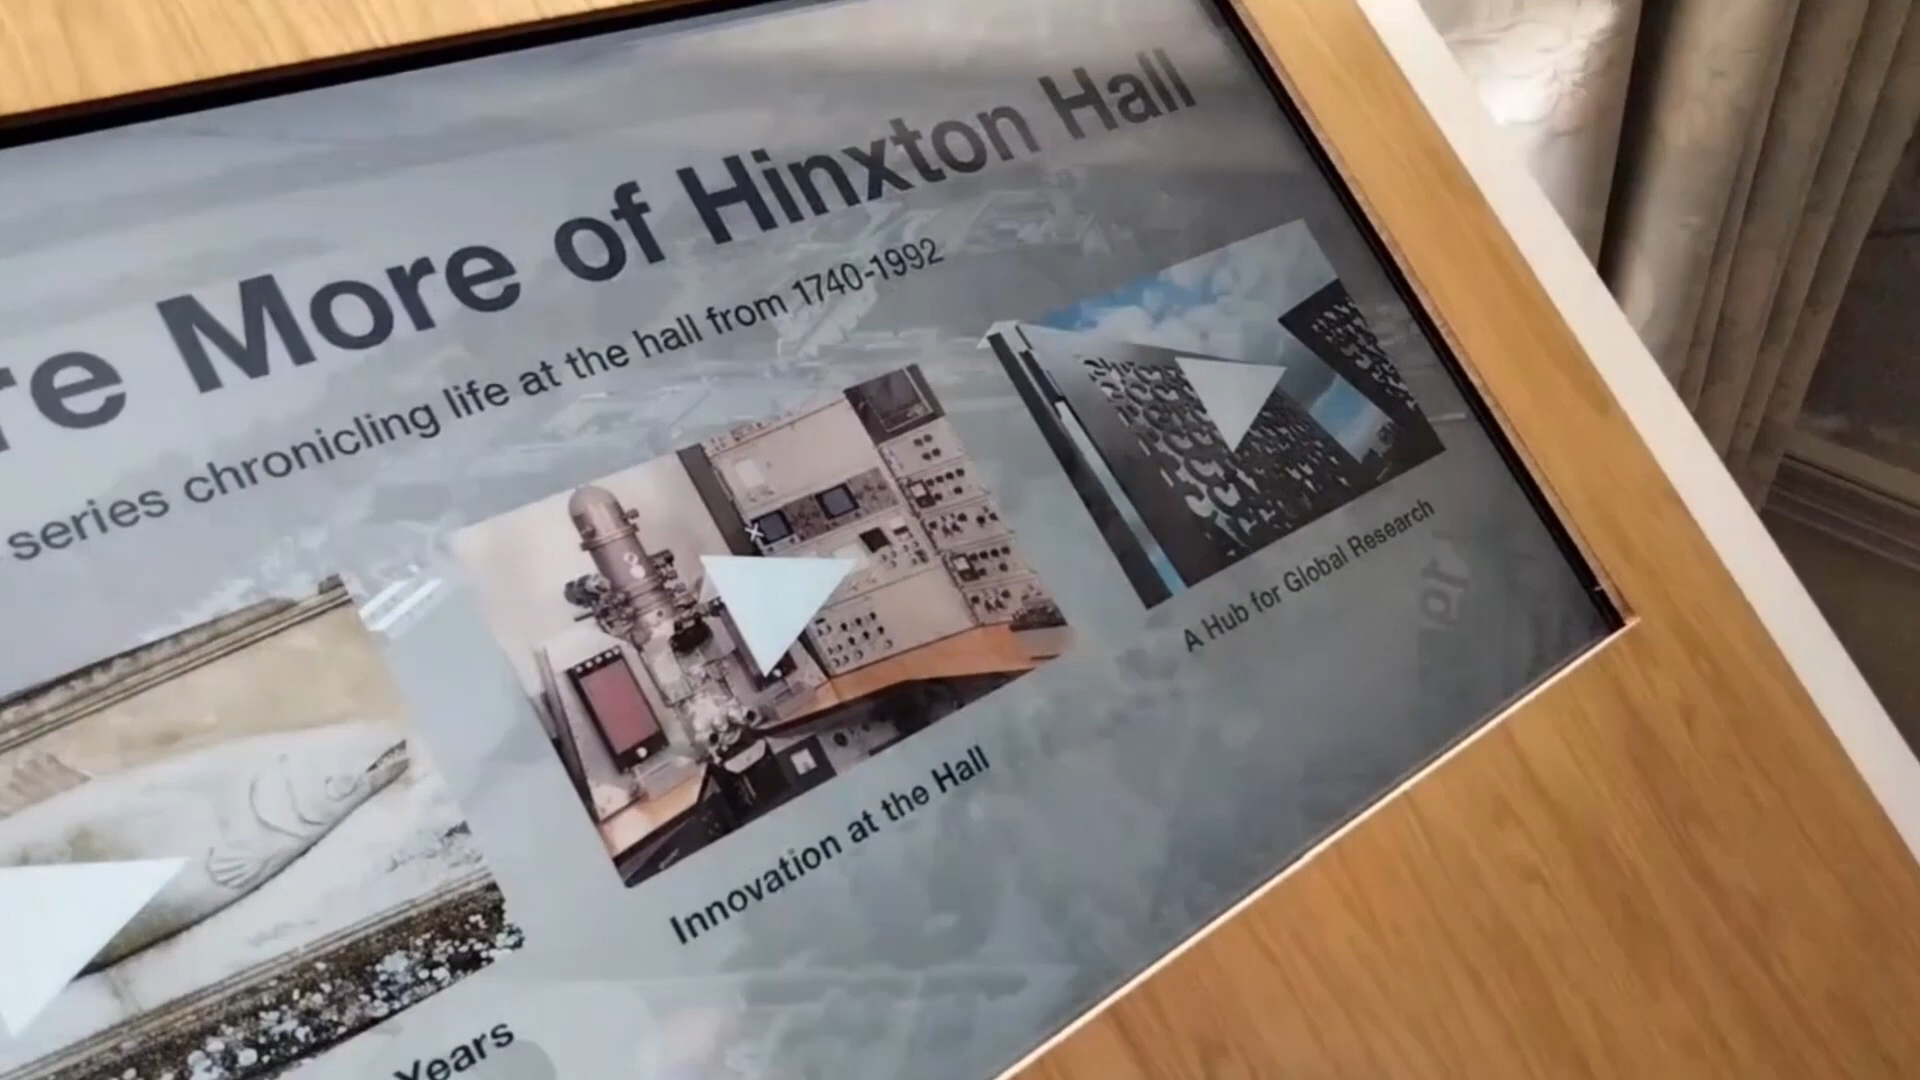 re More of Hinxton Hall
series chronicling life at the hall from 1740-1992
Years
Innovation at the Hall
A Hub for Global Research